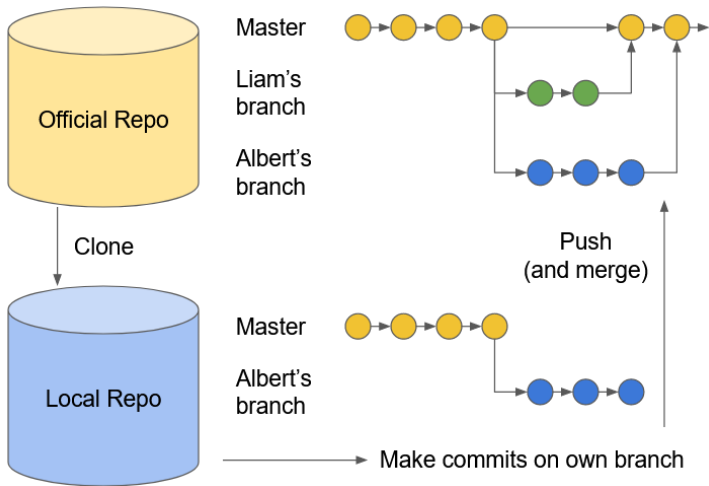 Official Repo
Master
Liam's
branch
Albert's
branch
Clone
Push
(and merge)
Local Repo
Master
Albert's
branch
Make commits on own branch